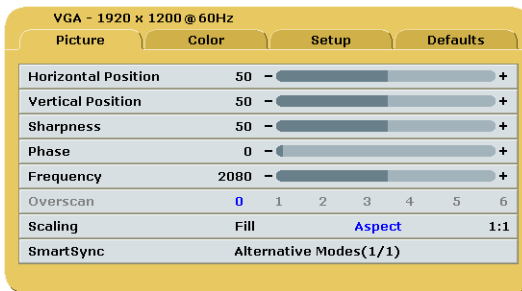 VGA - 1920 x 1200 @ 60Hz
Picture Color Setup Defaults
Horizontal Position 50 - +
Vertical Position 50 - +
Sharpness 50 - +
Phase 0 - +
Frequency 2080 - +
Overscan 0 1 2 3 4 5 6
Scaling Fill Aspect 1:1
SmartSync Alternative Modes(1/1)